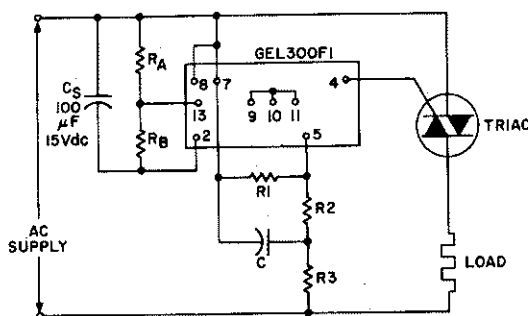 GEL300F1
RA
CS
100
µF
15Vdc
RB
8
7
4
13
9
10
11
2
5
TRIAC
R1
R2
C
R3
AC
SUPPLY
LOAD